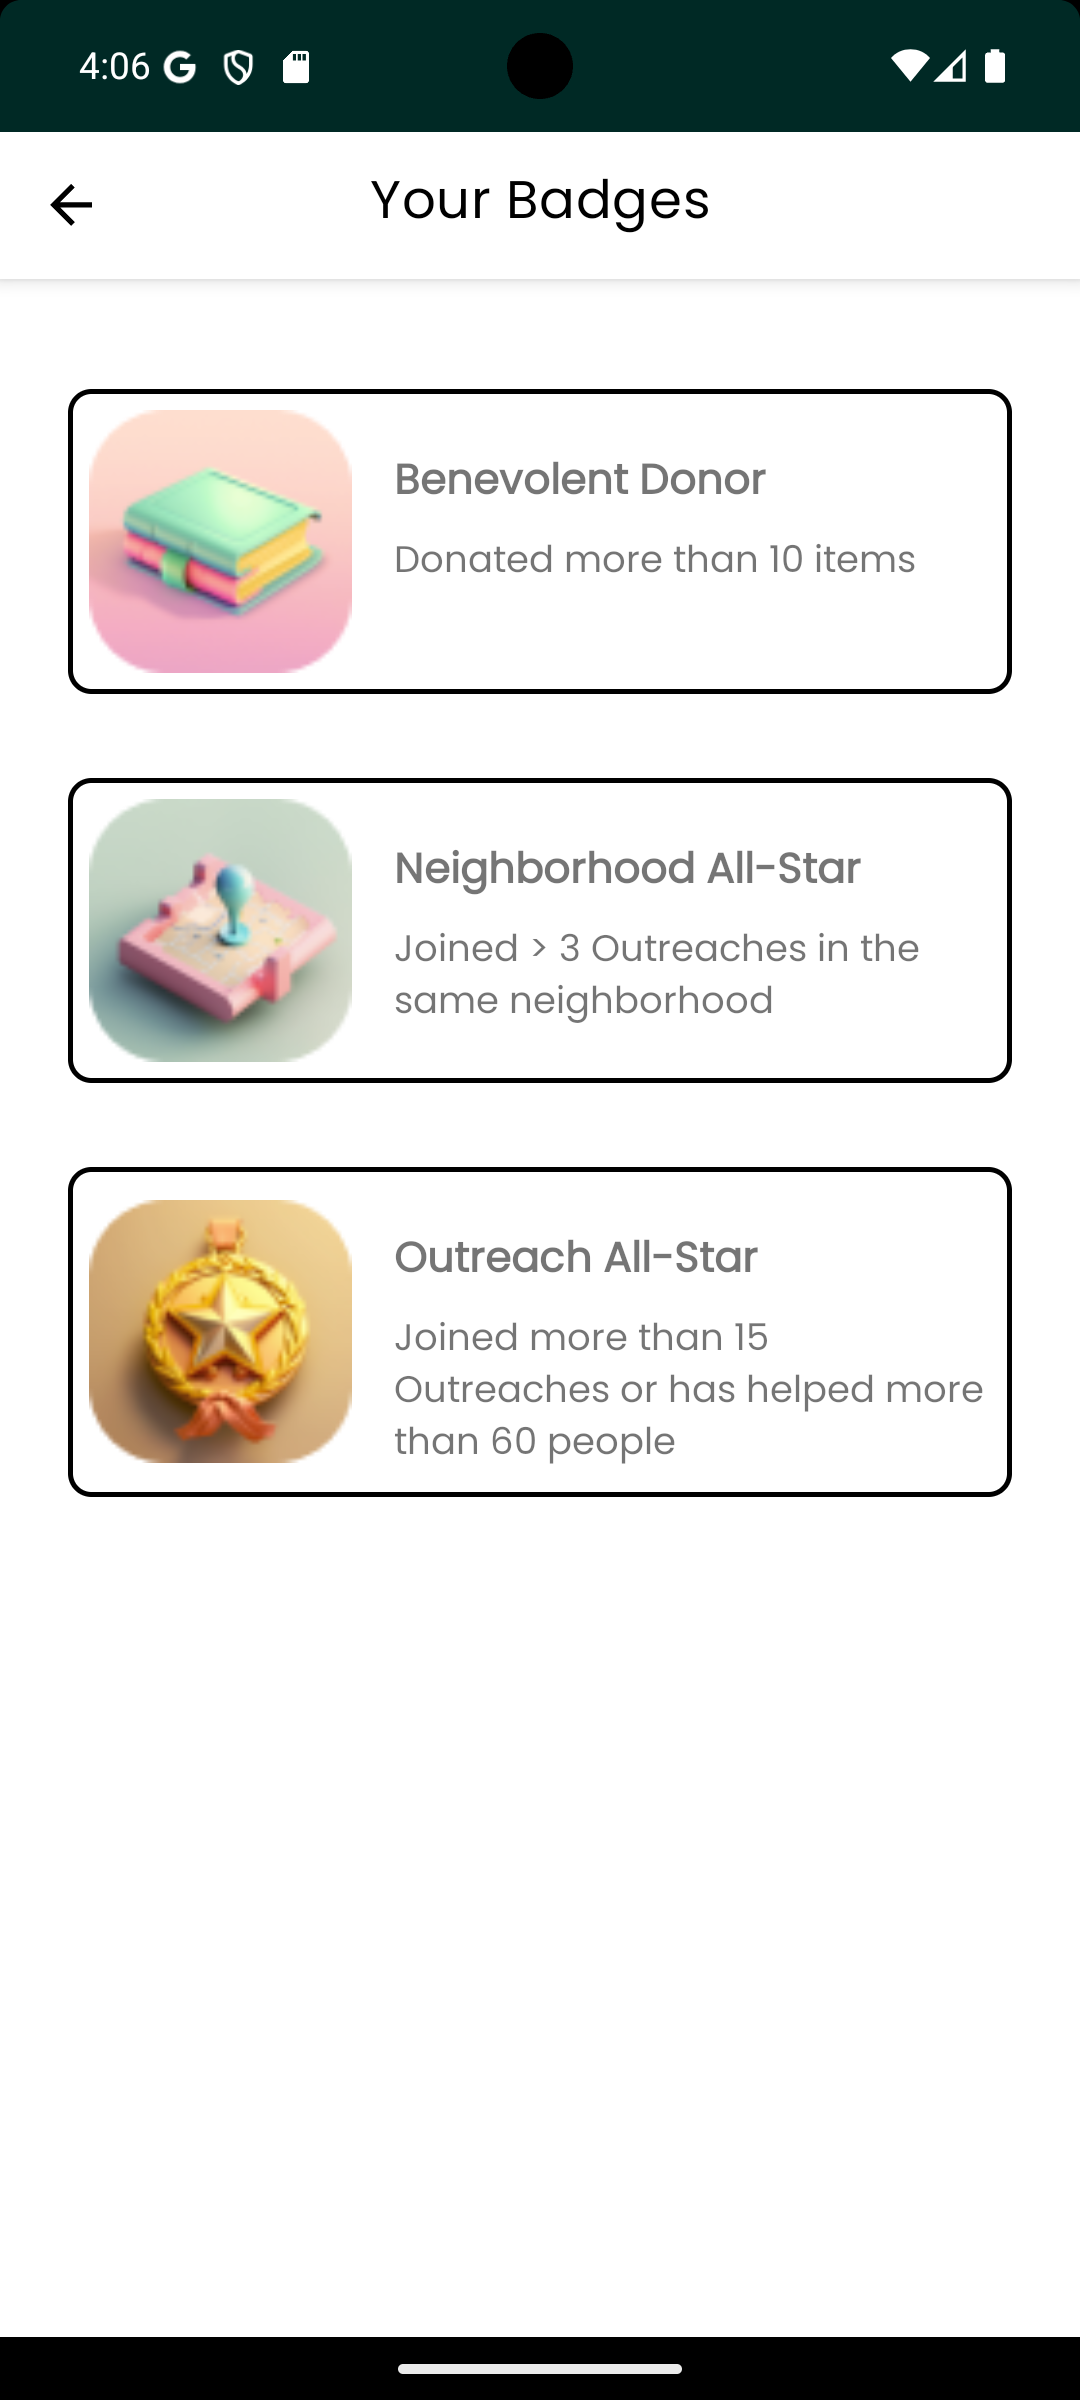 4:06
Your Badges
Benevolent Donor
Donated more than 10 items
Neighborhood All-Star
Joined > 3 Outreaches in the
same neighborhood
Outreach All-Star
Joined more than 15
Outreaches or has helped more
than 60 people